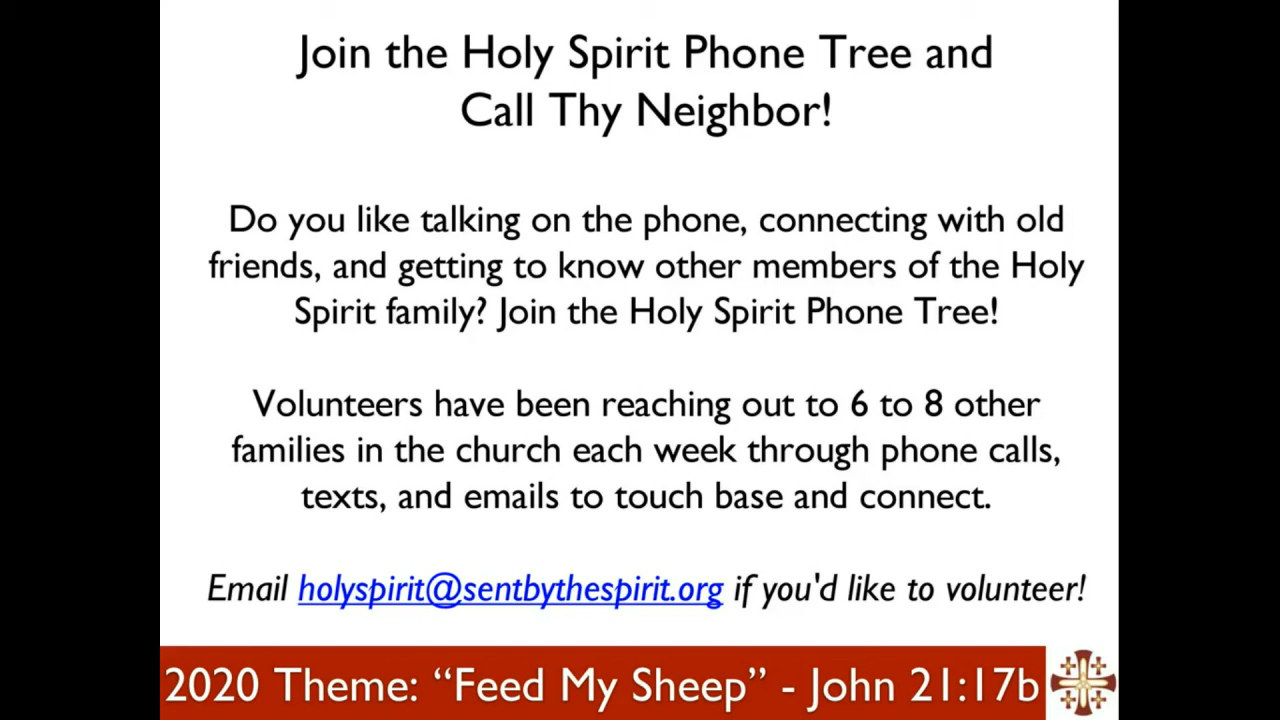 Join the Holy Spirit Phone Tree and
Call Thy Neighbor!
Do you like talking on the phone, connecting with old
friends, and getting to know other members of the Holy
Spirit family? Join the Holy Spirit Phone Tree!
Volunteers have been reaching out to 6 to 8 other
families in the church each week through phone calls,
texts, and emails to touch base and connect.
Email holyspirit@sentbythespirit.org if you'd like to volunteer!
2020 Theme: “Feed My Sheep” - John 21:17b